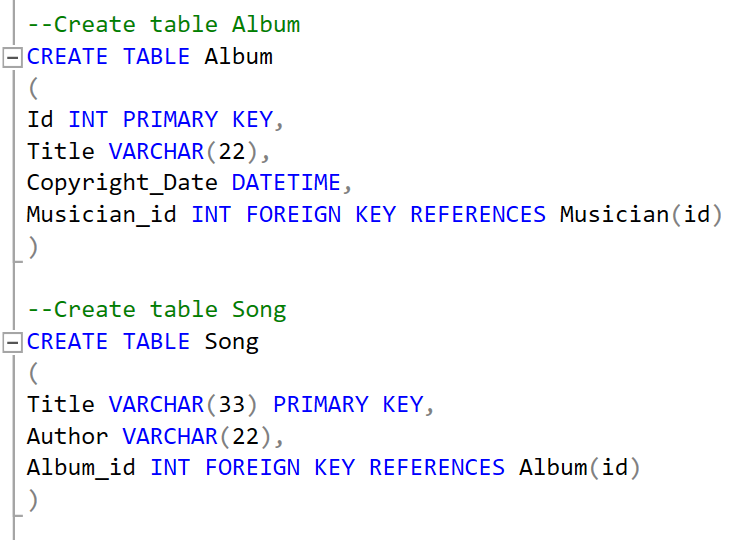 --Create table Album
CREATE TABLE Album
(
Id INT PRIMARY KEY,
Title VARCHAR(22),
Copyright_Date DATETIME,
Musician_id INT FOREIGN KEY REFERENCES Musician(id)
)
--Create table Song
CREATE TABLE Song
(
Title VARCHAR(33) PRIMARY KEY,
Author VARCHAR(22),
Album_id INT FOREIGN KEY REFERENCES Album(id)
)